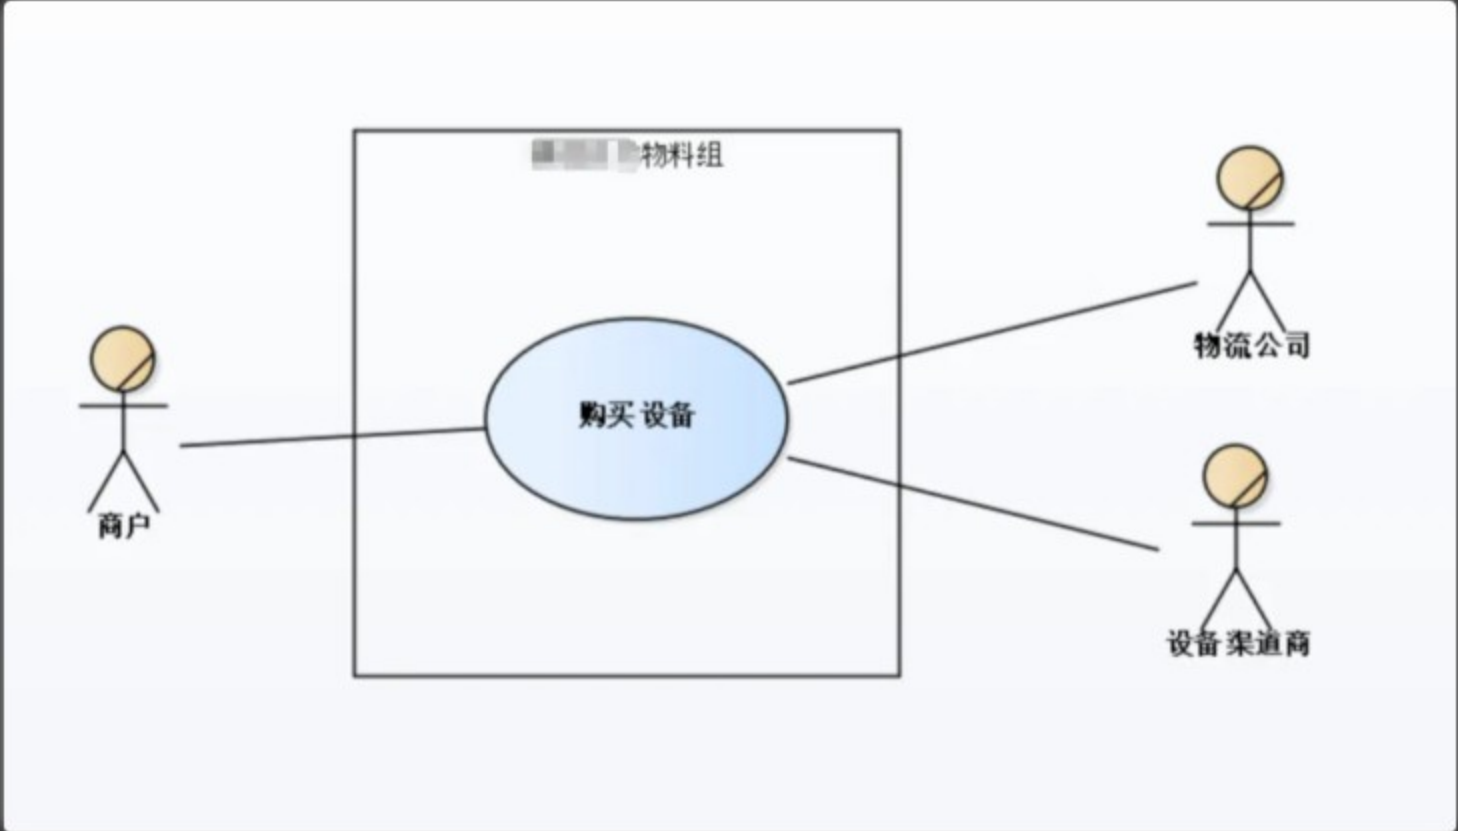 物料组
购买 设备
商户
物流公司
设备 渠道商